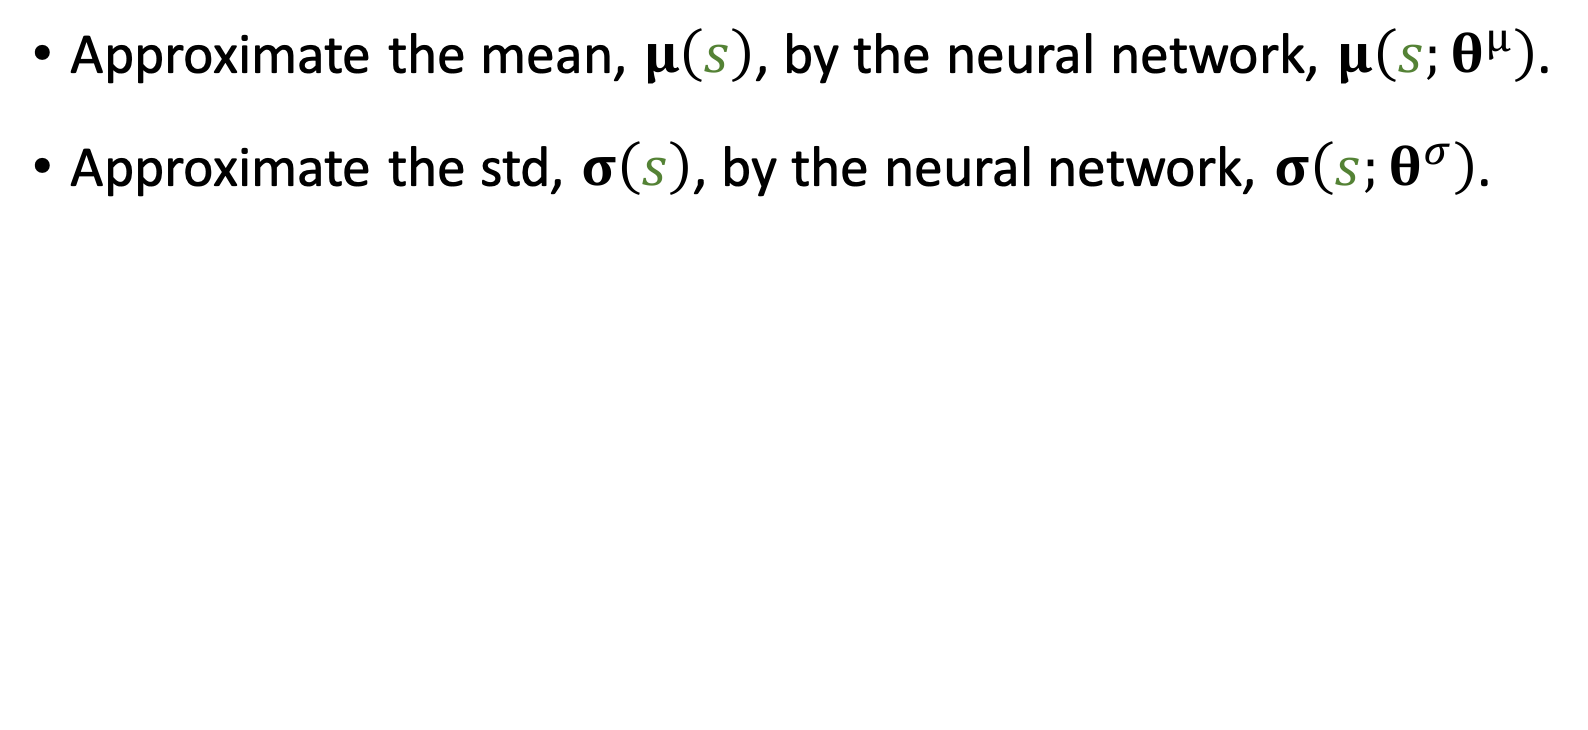 • Approximate the mean, 𝛍(𝑠), by the neural network, 𝛍(𝑠; 𝛉^μ).
• Approximate the std, 𝛔(𝑠), by the neural network, 𝛔(𝑠; 𝛉^𝜎).